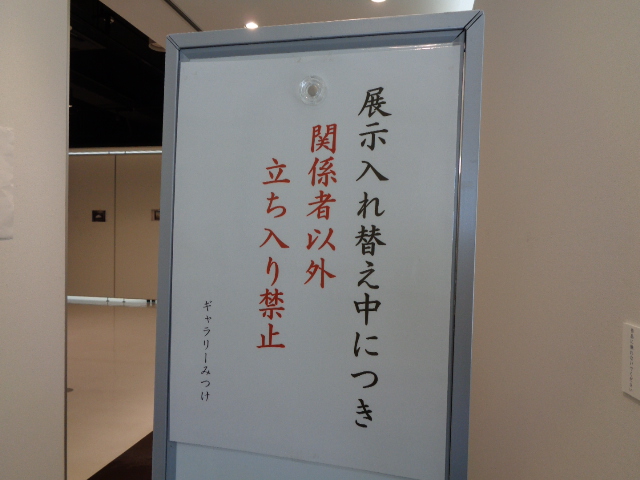 展示入れ替え中につき
関係者以外
立ち入り禁止
ギャラリーみつけ